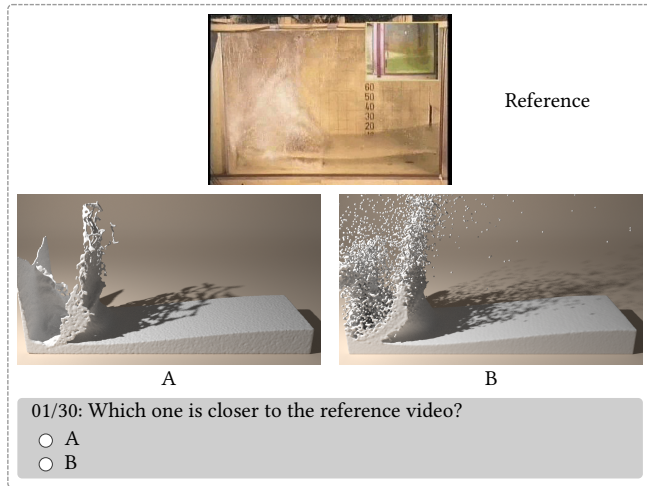 60
50
40
30
20
Reference
A
B
01/30: Which one is closer to the reference video?
A
B